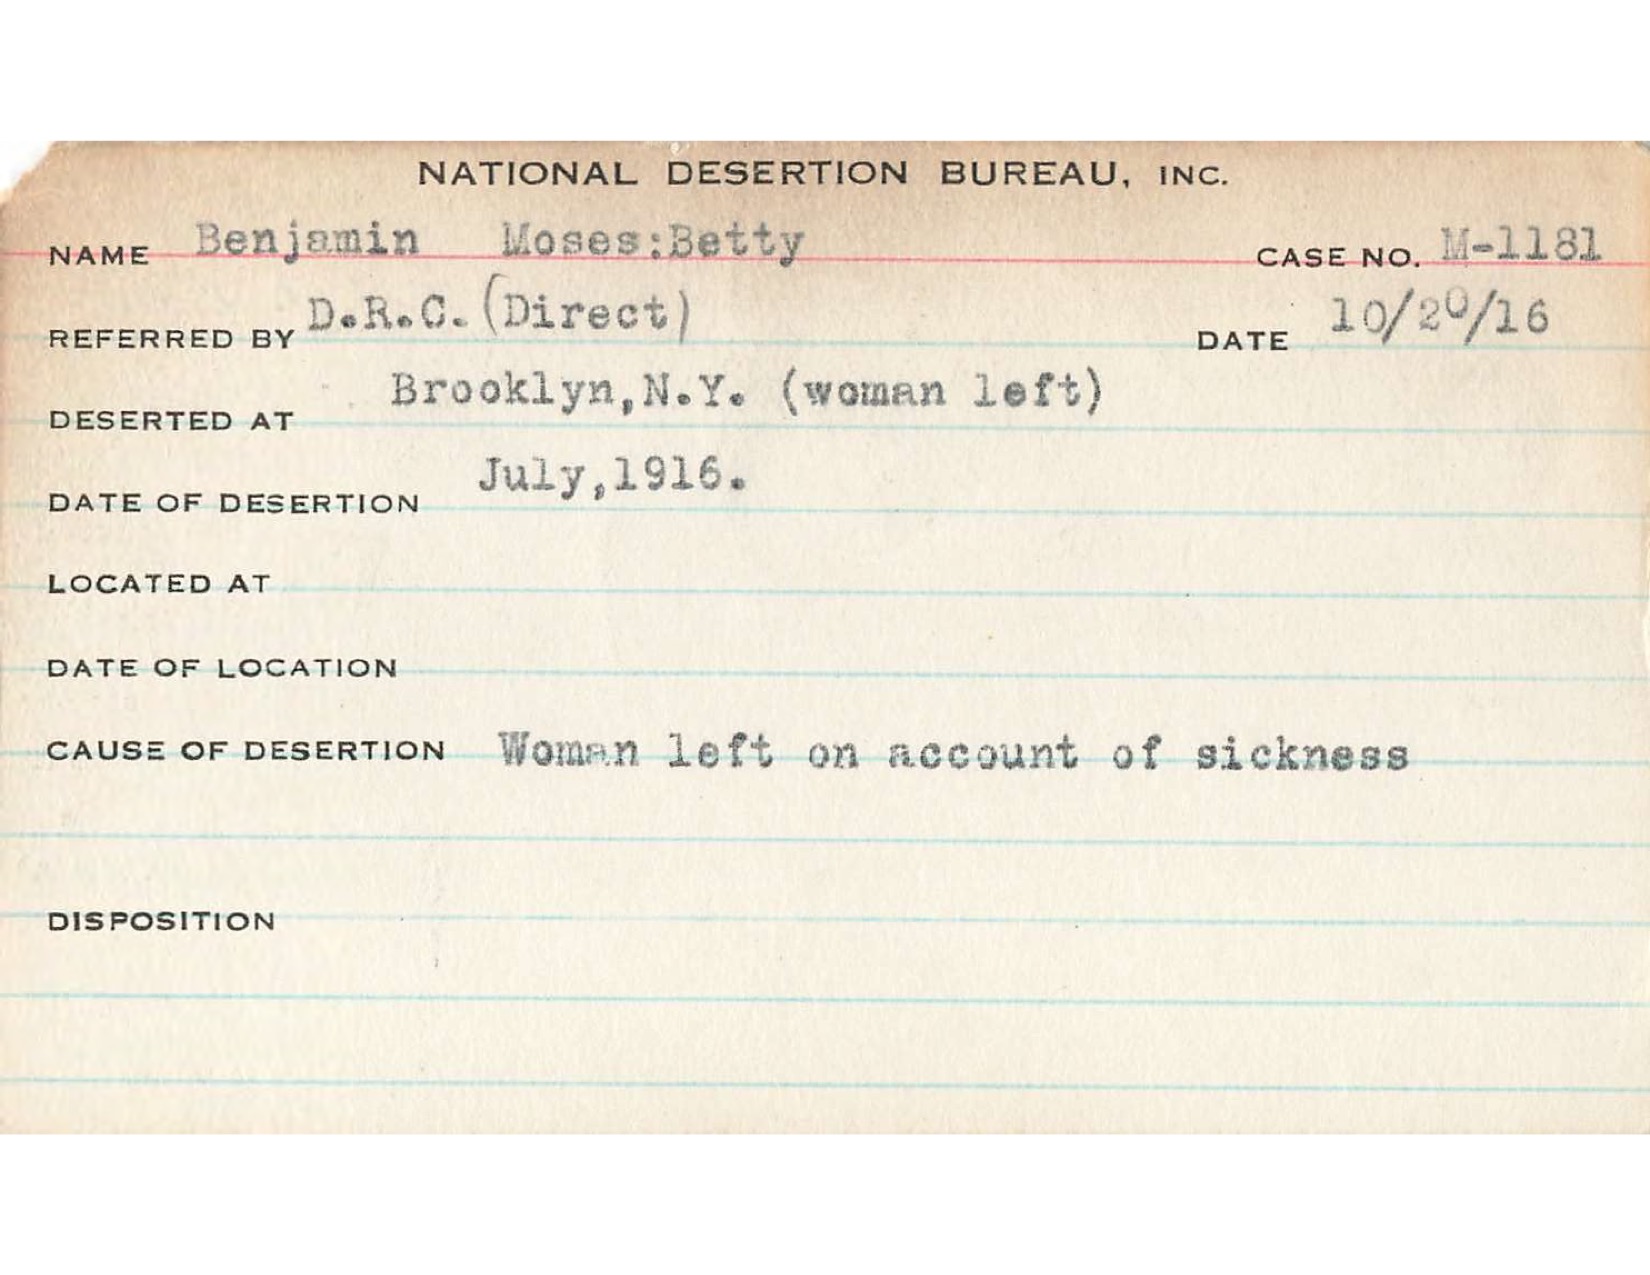 NATIONAL DESERTION BUREAU, INC.
NAME Benjamin Moses:Betty CASE NO. M-1181
REFERRED BY D.R.C.(Direct) DATE 10/20/16
DESERTED AT Brooklyn,N.Y. (woman left)
DATE OF DESERTION July,1916.
LOCATED AT
DATE OF LOCATION
CAUSE OF DESERTION Woman left on account of sickness
DISPOSITION